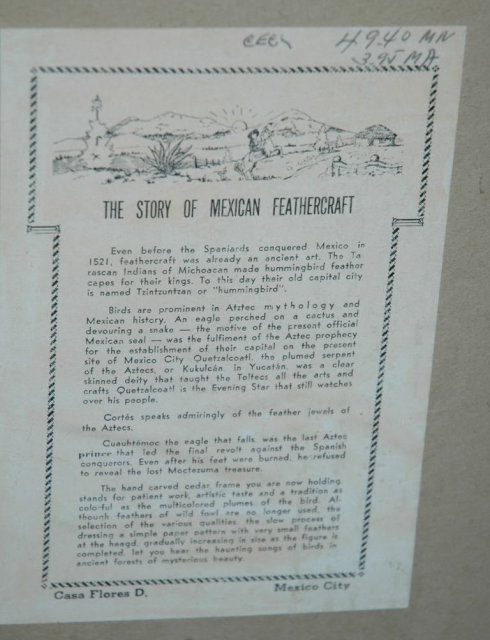 4940 MN
3.95 MA
THE STORY OF MEXICAN FEATHERCRAFT
Even before the Spaniards conquered Mexico in
1521, feathercraft was already an ancient art. The Ta
rascan Indians of Michoacan made hummingbird feather
capes for their kings. To this day their old capital city
is named Tzintzuntzan or "hummingbird".
Birds are prominent in Atztec mythology and
Mexican history. An eagle perched on a cactus and
devouring a snake — the motive of the present official
Mexican seal — was the fulfiment of the Aztec prophecy
for the establishment of their capital on the present
site of Mexico City Quetzalcoatl, the plumed serpent
of the Aztecs, or Kukulcán, in Yucatán, was a clear
skinned deity that taught the Toltecs all the arts and
crafts Quetzalcoatl is the Evening Star that still watches
over his people.
Cortés speaks admiringly of the feather jewels of
the Aztecs.
Cuauhtémoc the eagle that falls, was the last Aztec
prince that led the final revolt against the Spanish
conquerors. Even after his feet were burned, he refused
to reveal the lost Moctezuma treasure.
The hand carved cedar frame you are now holding
stands for patient work, artistic taste and a tradition as
colorful as the multicolored plumes of the bird. Al-
though feathers of wild fowl are no longer used, the
selection of the various qualities, the slow process of
dressing a simple paper pattern with very small feathers
at the heagd, gradually increasing in size as the figure is
completed, let you hear the haunting songs of birds in
ancient forests of mysterious beauty.
Casa Flores D. Mexico City